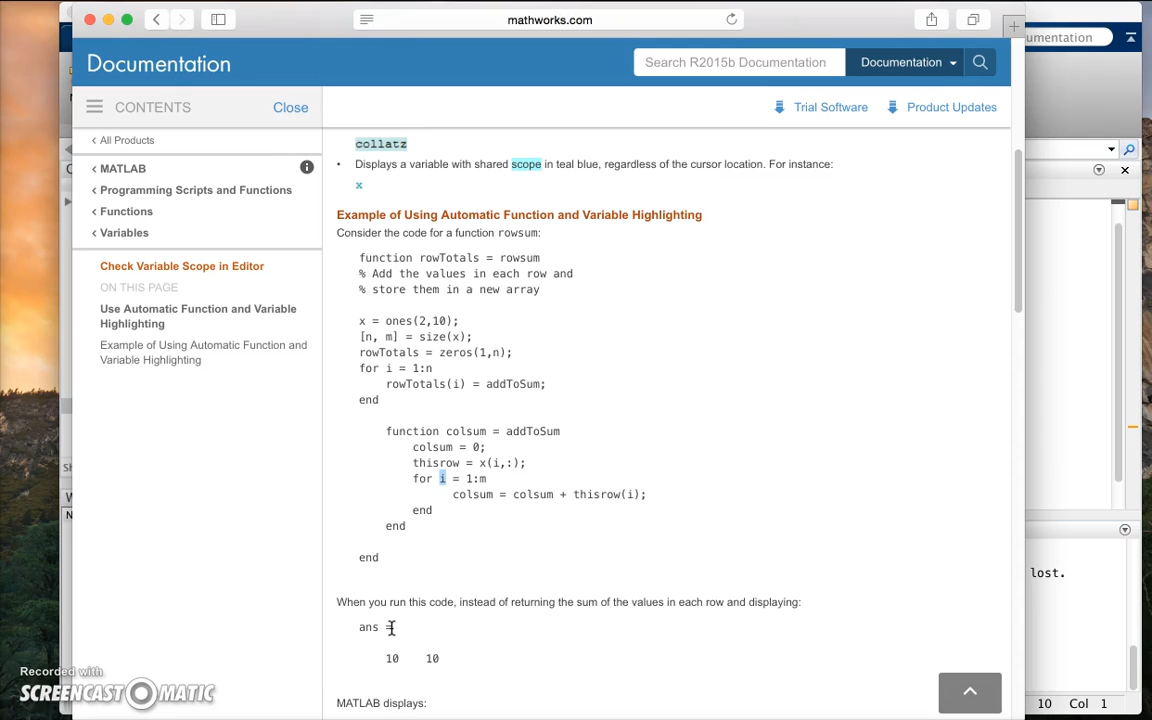 mathworks.com
umentation
Documentation
Search R2015b Documentation
Documentation
CONTENTS
Close
Trial Software
Product Updates
All Products
MATLAB
Programming Scripts and Functions
Functions
Variables
Check Variable Scope in Editor
ON THIS PAGE
Use Automatic Function and Variable
Highlighting
Example of Using Automatic Function and
Variable Highlighting
collatz
• Displays a variable with shared scope in teal blue, regardless of the cursor location. For instance:
x
Example of Using Automatic Function and Variable Highlighting
Consider the code for a function rowsum:
function rowTotals = rowsum
% Add the values in each row and
% store them in a new array
x = ones(2,10);
[n, m] = size(x);
rowTotals = zeros(1,n);
for i = 1:n
rowTotals(i) = addToSum;
end
function colsum = addToSum
colsum = 0;
thisrow = x(i,:);
for i = 1:m
colsum = colsum + thisrow(i);
end
end
end
When you run this code, instead of returning the sum of the values in each row and displaying:
ans =
10 10
MATLAB displays:
lost.
10 Col 1
Recorded with
SCREENCAST-O-MATIC